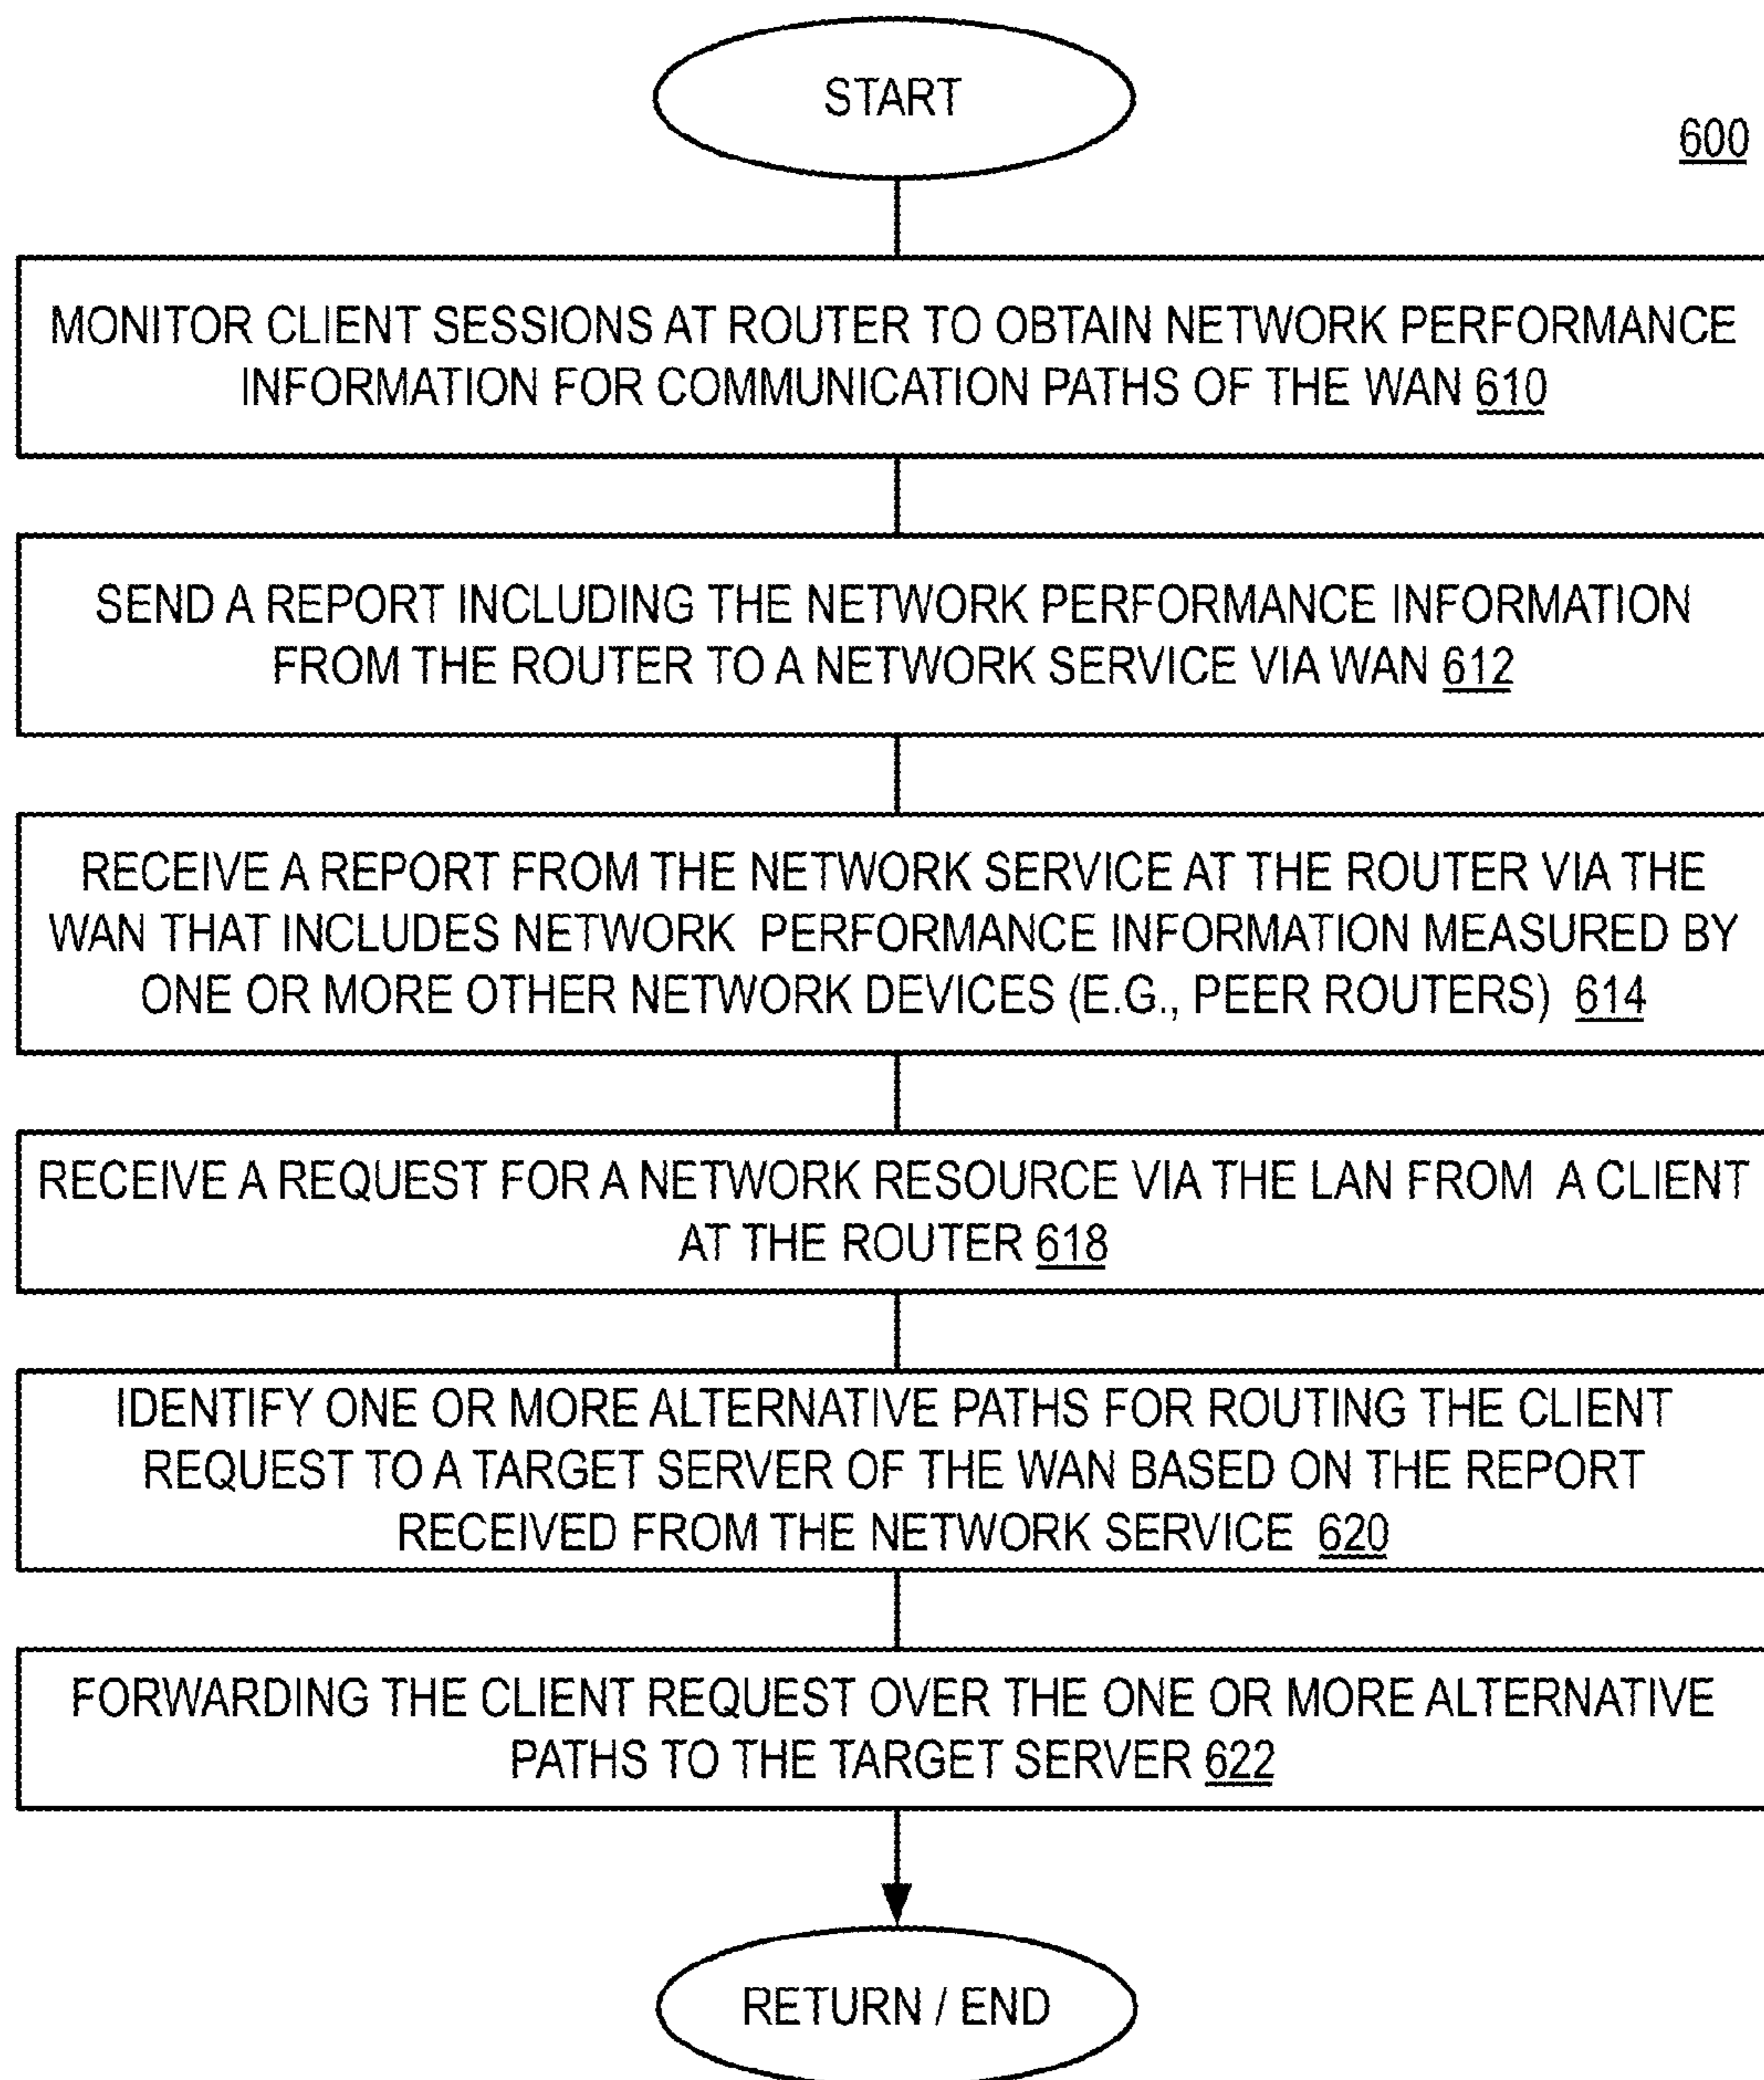 START
600
MONITOR CLIENT SESSIONS AT ROUTER TO OBTAIN NETWORK PERFORMANCE
INFORMATION FOR COMMUNICATION PATHS OF THE WAN 610
SEND A REPORT INCLUDING THE NETWORK PERFORMANCE INFORMATION
FROM THE ROUTER TO A NETWORK SERVICE VIA WAN 612
RECEIVE A REPORT FROM THE NETWORK SERVICE AT THE ROUTER VIA THE
WAN THAT INCLUDES NETWORK PERFORMANCE INFORMATION MEASURED BY
ONE OR MORE OTHER NETWORK DEVICES (E.G., PEER ROUTERS) 614
RECEIVE A REQUEST FOR A NETWORK RESOURCE VIA THE LAN FROM A CLIENT
AT THE ROUTER 618
IDENTIFY ONE OR MORE ALTERNATIVE PATHS FOR ROUTING THE CLIENT
REQUEST TO A TARGET SERVER OF THE WAN BASED ON THE REPORT
RECEIVED FROM THE NETWORK SERVICE 620
FORWARDING THE CLIENT REQUEST OVER THE ONE OR MORE ALTERNATIVE
PATHS TO THE TARGET SERVER 622
RETURN / END